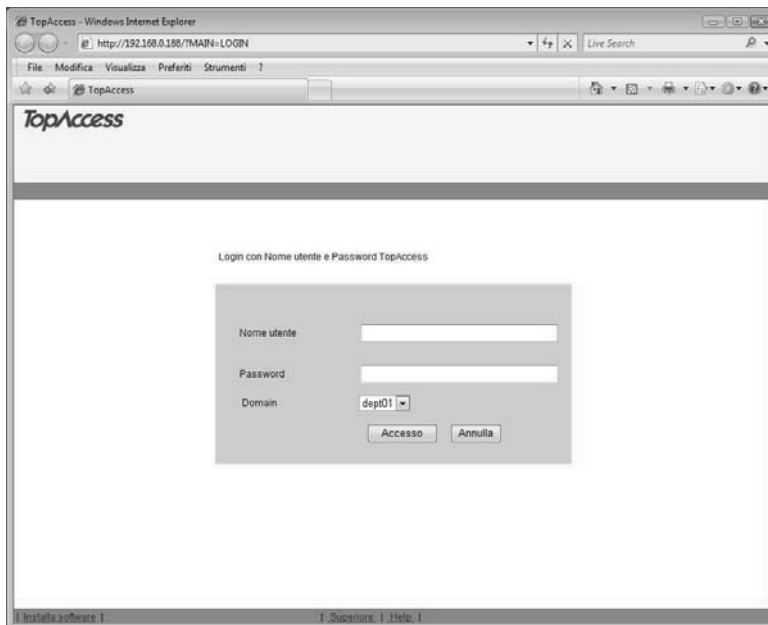 TopAccess - Windows Internet Explorer
http://192.168.0.188/?MAIN=LOGIN
Live Search
File Modifica Visualizza Preferiti Strumenti ?
TopAccess
TopAccess
Login con Nome utente e Password TopAccess
Nome utente
Password
Domain dept01
Accesso Annulla
| Installa software | | Superiore | Help |